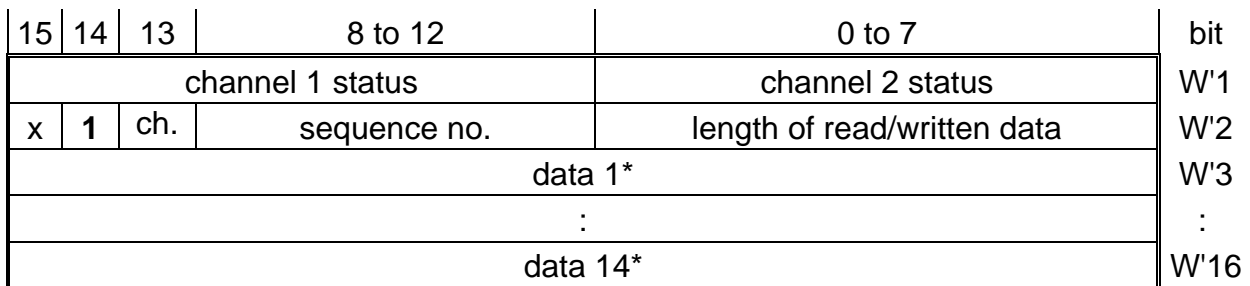 15 14 13 8 to 12 0 to 7 bit
channel 1 status channel 2 status W'1
x 1 ch. sequence no. length of read/written data W'2
data 1* W'3
: :
data 14* W'16